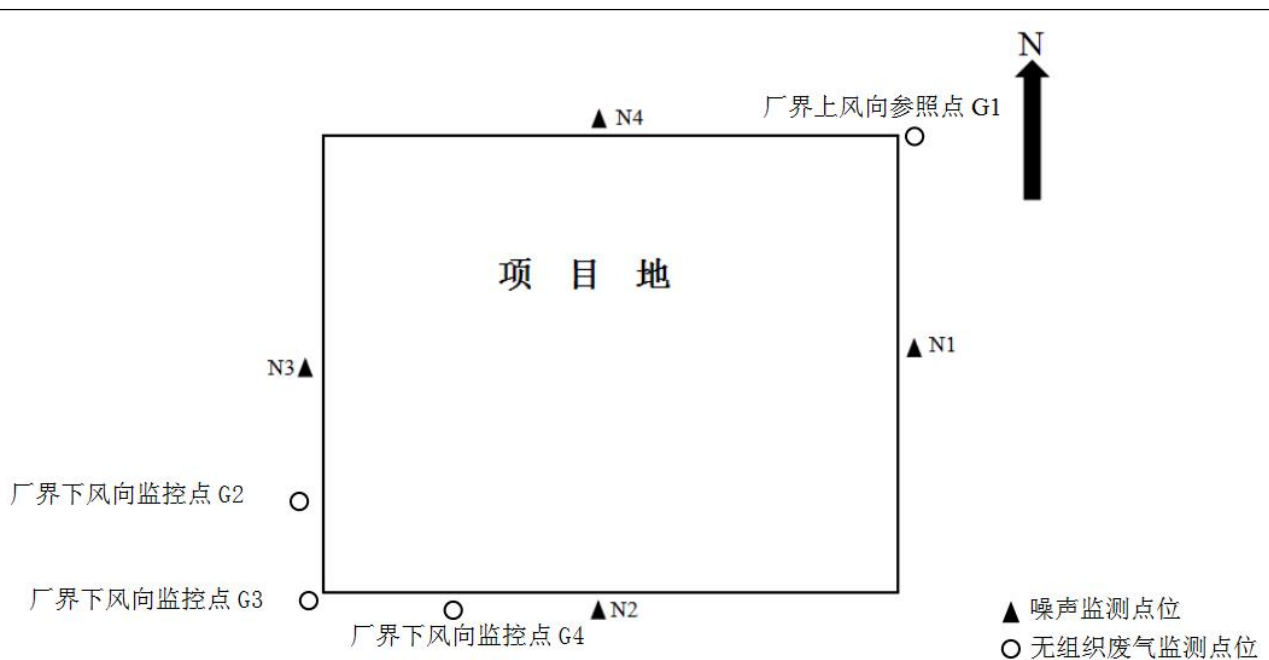 N
厂界上风向参照点 G1
N4
项 目 地
N1
N3
厂界下风向监控点 G2
厂界下风向监控点 G3
N2
厂界下风向监控点 G4
噪声监测点位
无组织废气监测点位